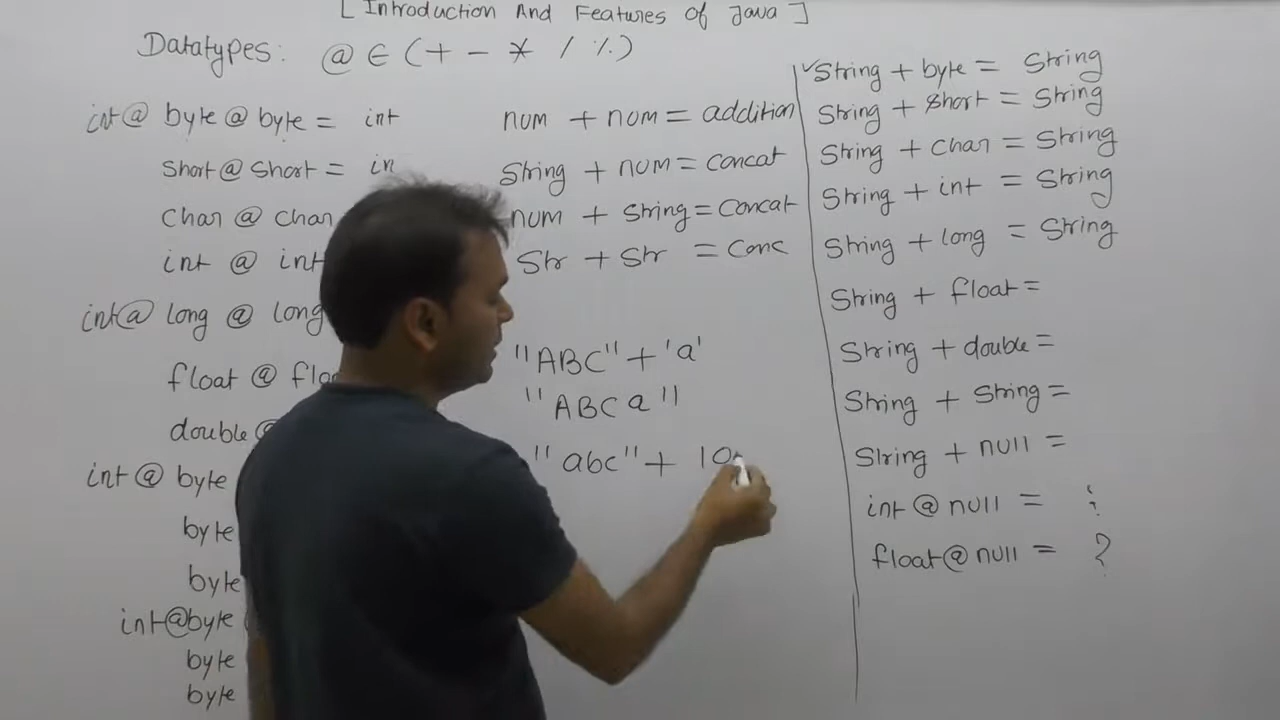 [ Introduction And Features of Java ]
Datatypes: @ ∈ (+ - * / %)
int@ byte @ byte = int
short @ short = in
char @ char
int @ int
int@ long @ long
float @ flo
double @
int @ byte
byte
byte
int@byte
byte
byte
num + num = addition
String + num = concat
num + string = concat
Str + Str = conc
"ABC" + 'a'
"ABC a"
"abc" + 10
✓String + byte = String
String + short = String
String + char = String
String + int = String
String + long = String
String + float =
String + double =
String + String =
String + null =
int @ null = ?
float@null = ?